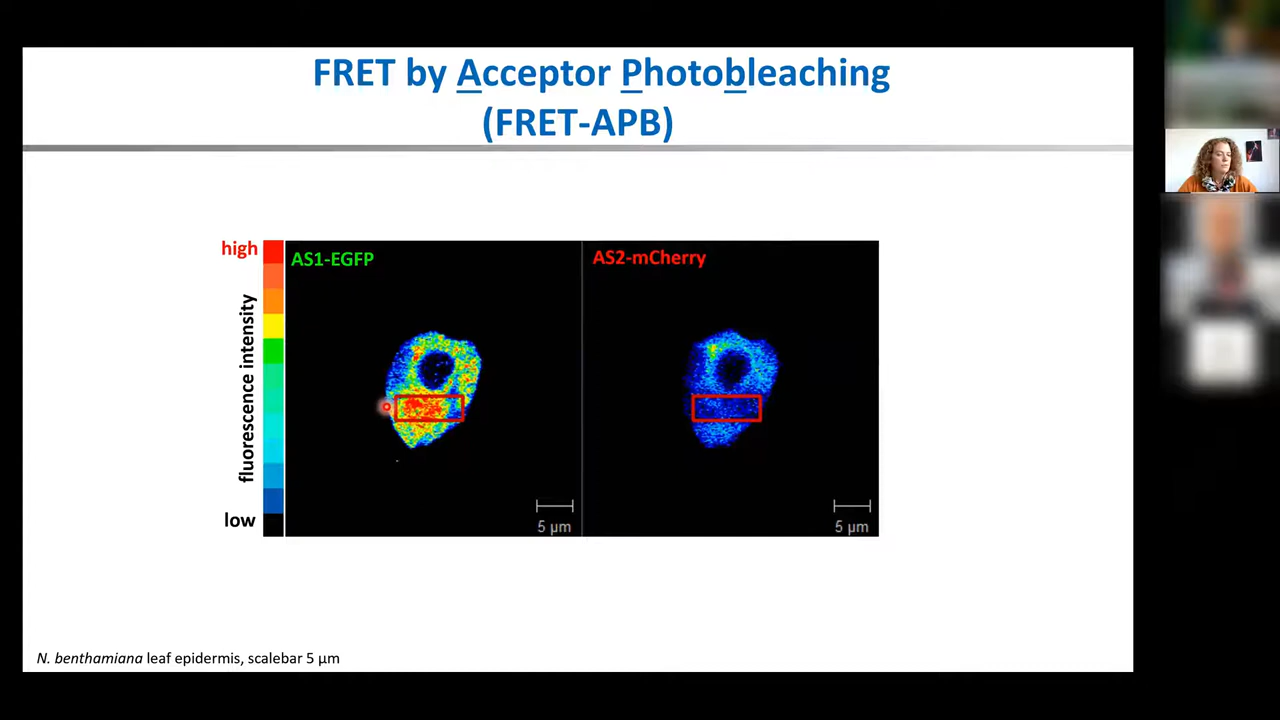 FRET by Acceptor Photobleaching
(FRET-APB)
high
fluorescence intensity
low
AS1-EGFP
AS2-mCherry
5 µm
5 µm
N. benthamiana leaf epidermis, scalebar 5 µm